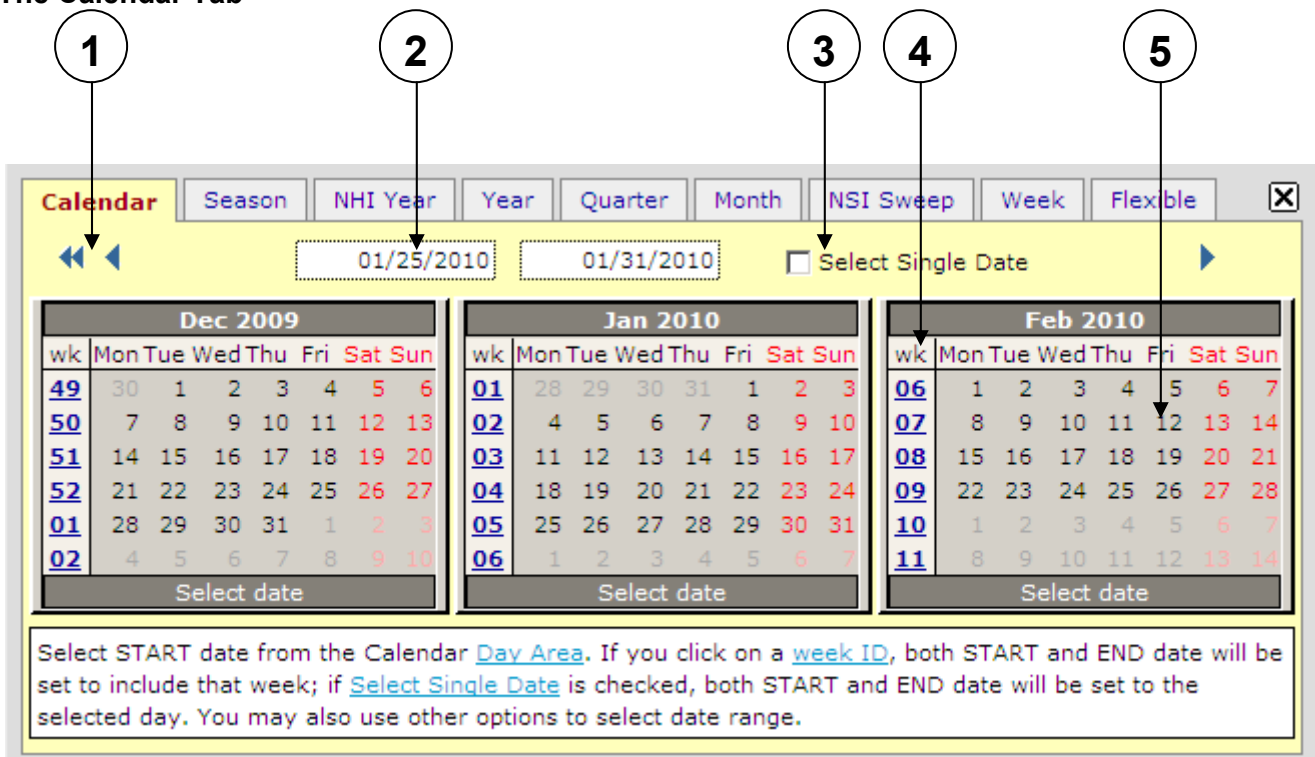 The Calendar Tab
1 2 3 4 5
Calendar Season NHI Year Year Quarter Month NSI Sweep Week Flexible
01/25/2010 01/31/2010 Select Single Date
Dec 2009
wk Mon Tue Wed Thu Fri Sat Sun
49 30 1 2 3 4 5 6
50 7 8 9 10 11 12 13
51 14 15 16 17 18 19 20
52 21 22 23 24 25 26 27
01 28 29 30 31 1 2 3
02 4 5 6 7 8 9 10
Select date
Jan 2010
wk Mon Tue Wed Thu Fri Sat Sun
01 28 29 30 31 1 2 3
02 4 5 6 7 8 9 10
03 11 12 13 14 15 16 17
04 18 19 20 21 22 23 24
05 25 26 27 28 29 30 31
06 1 2 3 4 5 6 7
Select date
Feb 2010
wk Mon Tue Wed Thu Fri Sat Sun
06 1 2 3 4 5 6 7
07 8 9 10 11 12 13 14
08 15 16 17 18 19 20 21
09 22 23 24 25 26 27 28
10 1 2 3 4 5 6 7
11 8 9 10 11 12 13 14
Select date
Select START date from the Calendar Day Area. If you click on a week ID, both START and END date will be
set to include that week; if Select Single Date is checked, both START and END date will be set to the
selected day. You may also use other options to select date range.